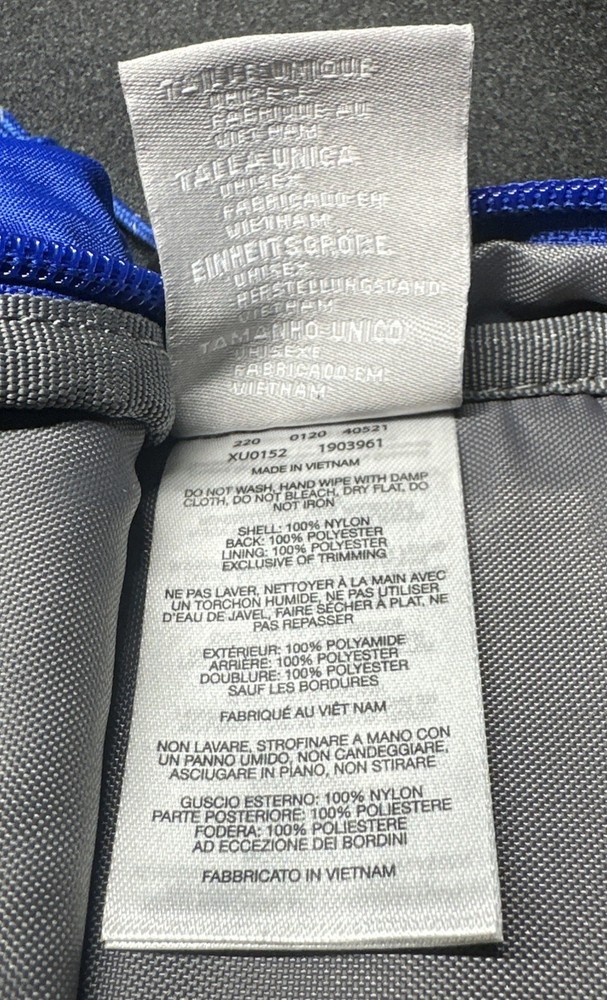 TAILLE UNIQUE
UNISEXE
FABRIQUE AU
VIETNAM
TALLA UNICA
UNISEX
FABRICADO EN
VIETNAM
EINHEITSGRÖßE
UNISEX
HERSTELLUNGSLAND
VIETNAM
TAMANHO UNICO
UNISEXE
FABRICADO EM
VIETNAM
220 0120 40521
XU0152 1903961
MADE IN VIETNAM
DO NOT WASH, HAND WIPE WITH DAMP
CLOTH, DO NOT BLEACH, DRY FLAT, DO
NOT IRON
SHELL: 100% NYLON
BACK: 100% POLYESTER
LINING: 100% POLYESTER
EXCLUSIVE OF TRIMMING
NE PAS LAVER, NETTOYER À LA MAIN AVEC
UN TORCHON HUMIDE, NE PAS UTILISER
D'EAU DE JAVEL, FAIRE SÉCHER À PLAT, NE
PAS REPASSER
EXTÉRIEUR: 100% POLYAMIDE
ARRIÈRE: 100% POLYESTER
DOUBLURE: 100% POLYESTER
SAUF LES BORDURES
FABRIQUÉ AU VIÊT NAM
NON LAVARE, STROFINARE A MANO CON
UN PANNO UMIDO, NON CANDEGGIARE,
ASCIUGARE IN PIANO, NON STIRARE
GUSCIO ESTERNO: 100% NYLON
PARTE POSTERIORE: 100% POLIESTERE
FODERA: 100% POLIESTERE
AD ECCEZIONE DEI BORDINI
FABBRICATO IN VIETNAM